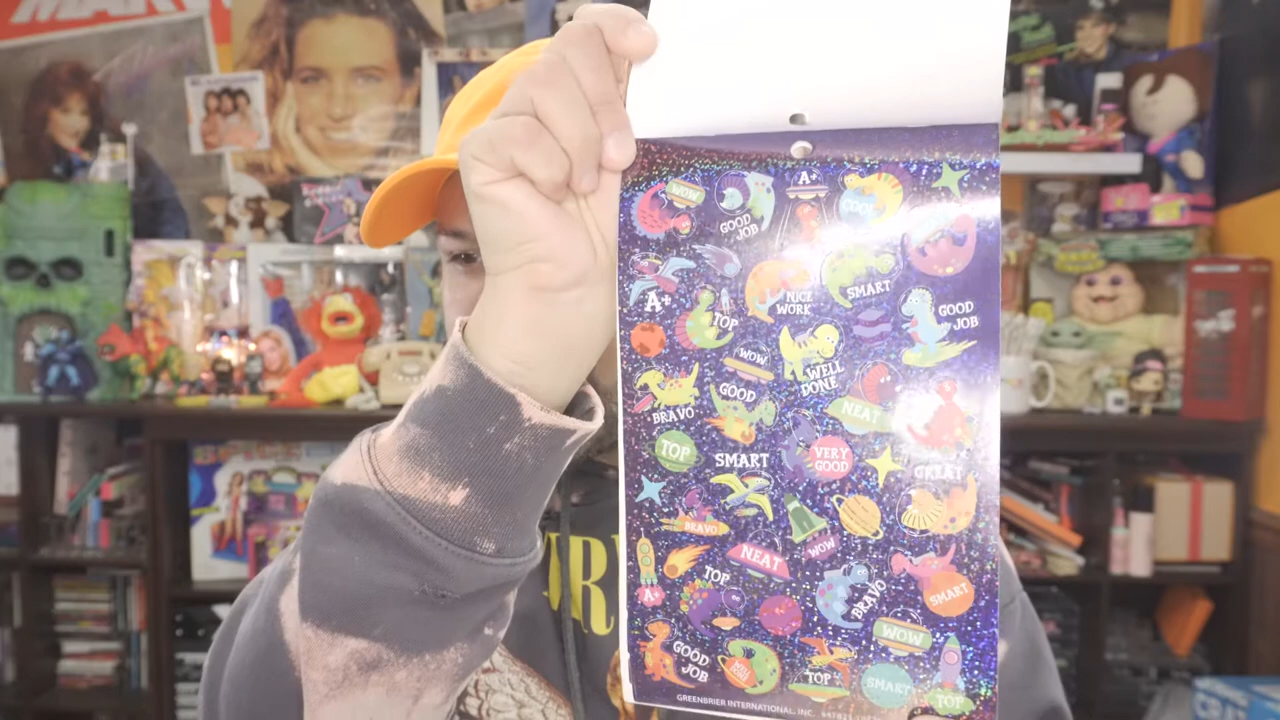 MAR
WOW
GOOD
JOB
A+
COOL
A+
TOP
NICE
WORK
SMART
GOOD
JOB
WOW
WELL
DONE
BRAVO
GOOD
NEAT
TOP
SMART
VERY
GOOD
GREAT
BRAVO
WOW
NEAT
A+
TOP
BRAVO
SMART
WOW
GOOD
JOB
TOP
SMART
TOP
GREENBRIER INTERNATIONAL, INC.